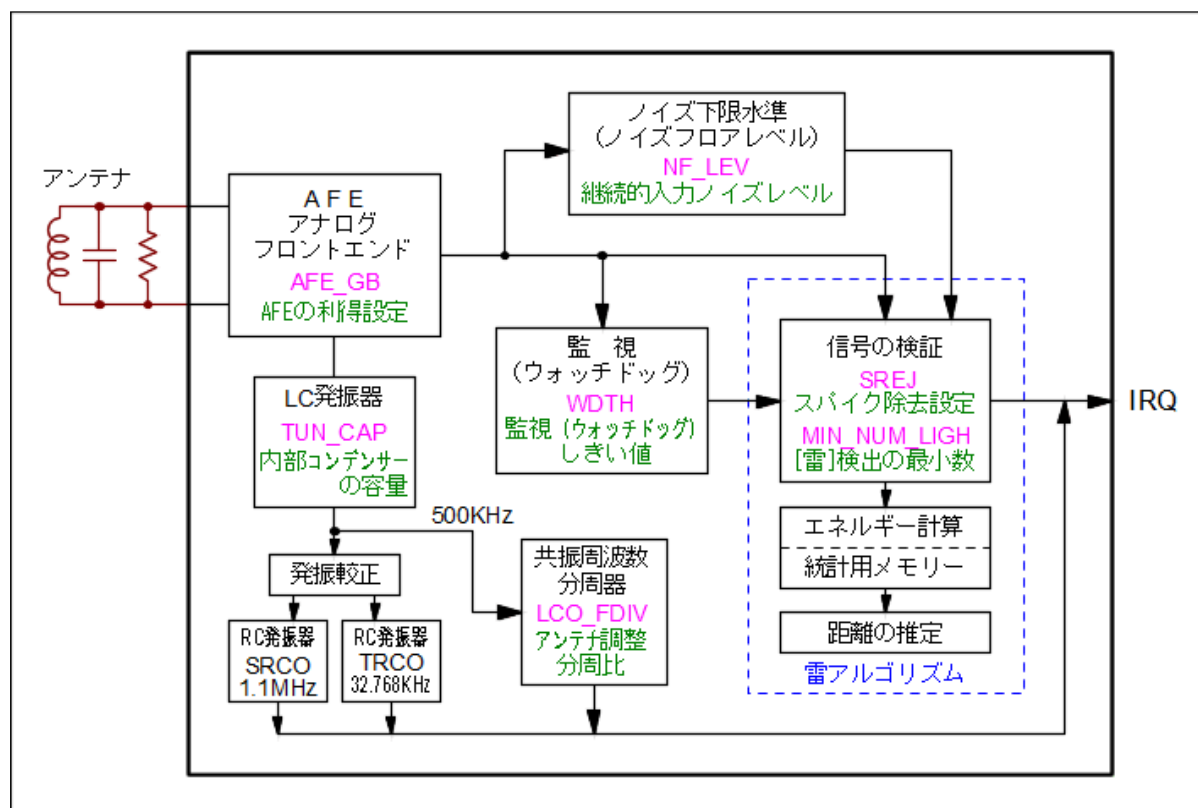 アンテナ
AFE
アナログ
フロントエンド
AFE_GB
AFEの利得設定
ノイズ下限水準
(ノイズフロアレベル)
NF_LEV
継続的入力ノイズレベル
監 視
(ウォッチドッグ)
WDTH
監視(ウォッチドッグ)
しきい値
信号の検証
SREJ
スパイク除去設定
MIN_NUM_LIGH
[雷]検出の最小数
IRQ
LC発振器
TUN_CAP
内部コンデンサー
の容量
500KHz
発振較正
RC発振器
SRCO
1.1MHz
RC発振器
TRCO
32.768KHz
共振周波数
分周器
LCO_FDIV
アンテナ調整
分周比
エネルギー計算
統計用メモリー
距離の推定
雷アルゴリズム